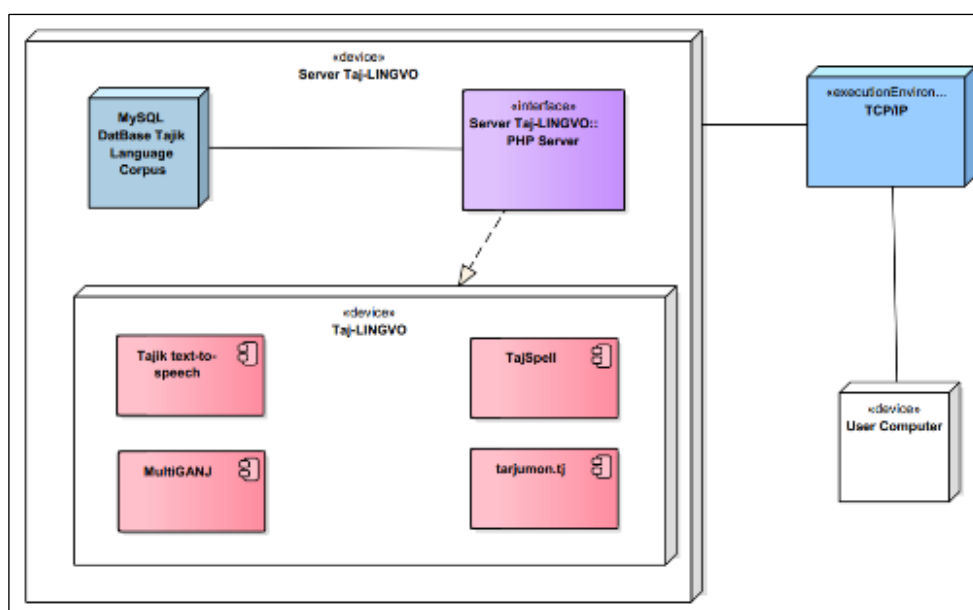 «device»
Server Taj-LINGVO
MySQL
DatBase Tajik
Language
Corpus
«interface»
Server Taj-LINGVO::
PHP Server
«executionEnviron...
TCP/IP
«device»
Taj-LINGVO
Tajik text-to-
speech
TajSpell
MultiGANJ
tarjumon.tj
«device»
User Computer